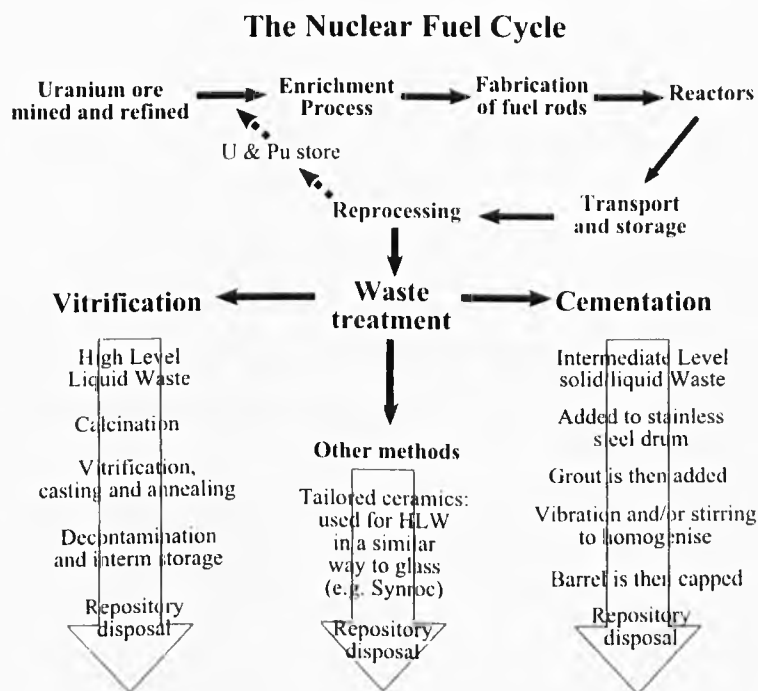 The Nuclear Fuel Cycle
Uranium ore
mined and refined
Enrichment
Process
Fabrication
of fuel rods
Reactors
U & Pu store
Reprocessing
Transport
and storage
Waste
treatment
Vitrification
High Level
Liquid Waste
Calcination
Vitrification,
casting and annealing
Decontamination
and interm storage
Repository
disposal
Other methods
Tailored ceramics:
used for HLW
in a similar
way to glass
(e.g. Synroc)
Repository
disposal
Cementation
Intermediate Level
solid/liquid Waste
Added to stainless
steel drum
Grout is then added
Vibration and/or stirring
to homogenise
Barrel is then capped
Repository
disposal